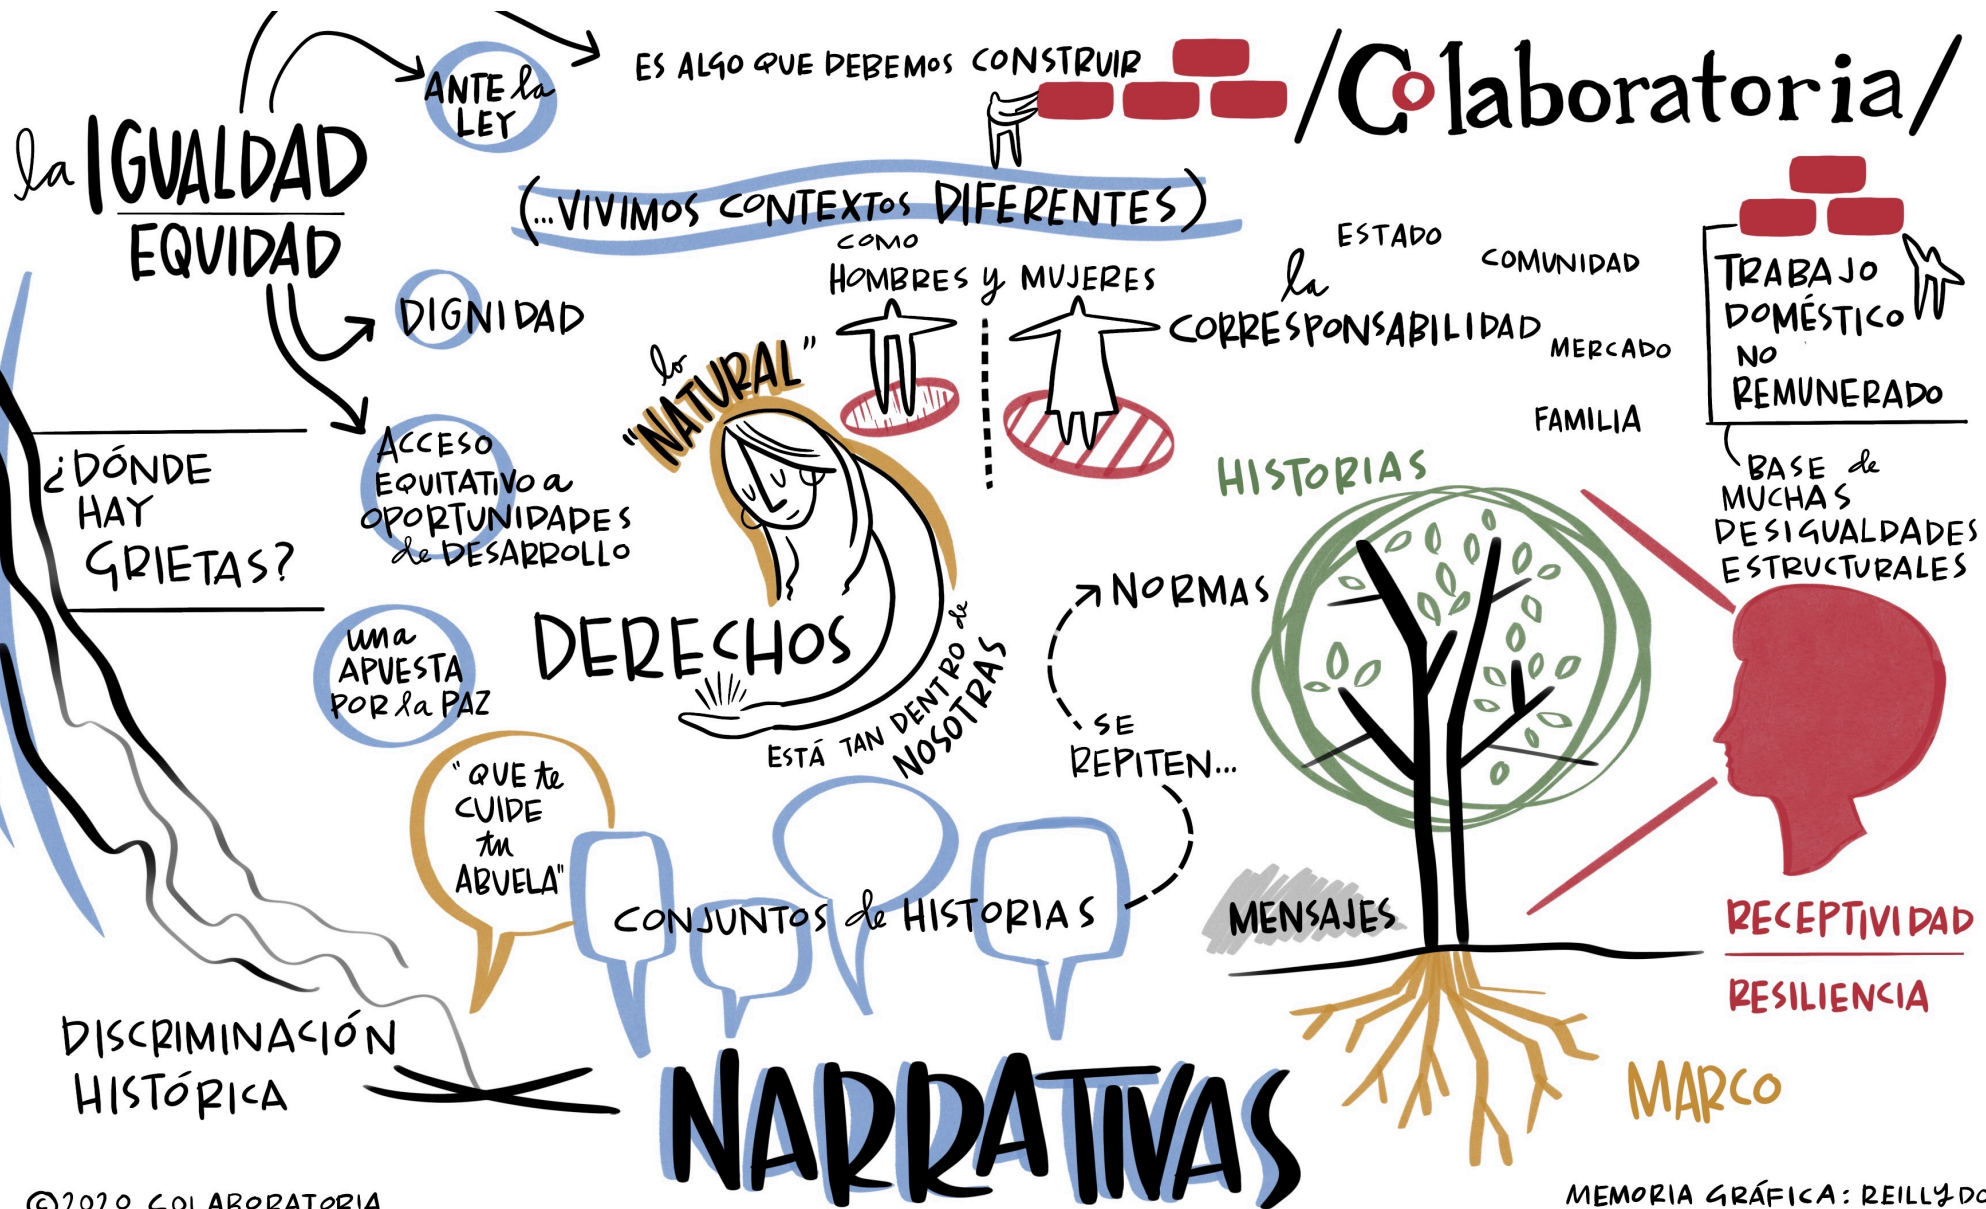 la IGUALDAD
EQUIDAD
ANTE la
LEY
ES ALGO QUE DEBEMOS CONSTRUIR
/Colaboratoria/
(...VIVIMOS CONTEXTOS DIFERENTES)
COMO
HOMBRES y MUJERES
DIGNIDAD
ACCESO
EQUITATIVO a
OPORTUNIDADES
de DESARROLLO
una
APUESTA
POR la PAZ
¿DÓNDE
HAY
GRIETAS?
lo
"NATURAL"
DERECHOS
ESTÁ TAN DENTRO de
NOSOTRAS
la
CORRESPONSABILIDAD
ESTADO
COMUNIDAD
MERCADO
FAMILIA
TRABAJO
DOMÉSTICO
NO
REMUNERADO
BASE de
MUCHAS
DESIGUALDADES
ESTRUCTURALES
HISTORIAS
NORMAS
SE
REPITEN...
"QUE te
CUIDE
tu
ABUELA"
CONJUNTOS de HISTORIAS
MENSAJES
RECEPTIVIDAD
RESILIENCIA
MARCO
DISCRIMINACIÓN
HISTÓRICA
NARRATIVAS
©2020 COLABORATORIA
MEMORIA GRÁFICA: REILLY